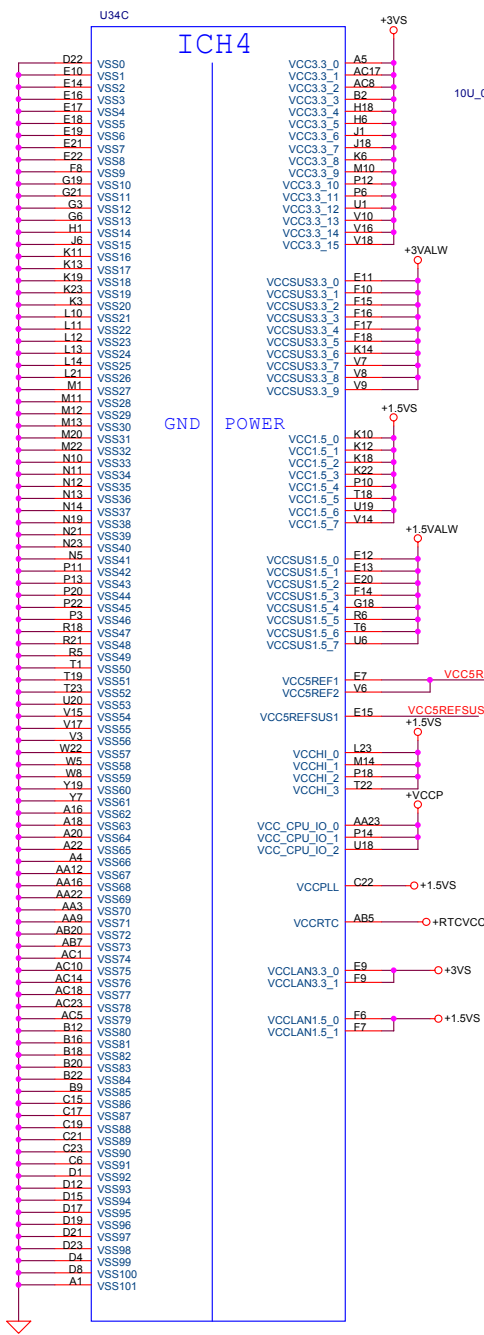 U34C
ICH4
GND POWER
D22 VSS0
E10 VSS1
E14 VSS2
E16 VSS3
E17 VSS4
E18 VSS5
E19 VSS6
E21 VSS7
E22 VSS8
F8 VSS9
G19 VSS10
G21 VSS11
G3 VSS12
G6 VSS13
H1 VSS14
J6 VSS15
K11 VSS16
K13 VSS17
K19 VSS18
K23 VSS19
K3 VSS20
L10 VSS21
L11 VSS22
L12 VSS23
L13 VSS24
L14 VSS25
L21 VSS26
M1 VSS27
M11 VSS28
M12 VSS29
M13 VSS30
M20 VSS31
M22 VSS32
N10 VSS33
N11 VSS34
N12 VSS35
N13 VSS36
N14 VSS37
N19 VSS38
N21 VSS39
N23 VSS40
N5 VSS41
P11 VSS42
P13 VSS43
P20 VSS44
P22 VSS45
P3 VSS46
R18 VSS47
R21 VSS48
R5 VSS49
T1 VSS50
T19 VSS51
T23 VSS52
U20 VSS53
V15 VSS54
V17 VSS55
V3 VSS56
W22 VSS57
W5 VSS58
W8 VSS59
Y19 VSS60
Y7 VSS61
A16 VSS62
A18 VSS63
A20 VSS64
A22 VSS65
A4 VSS66
AA12 VSS67
AA16 VSS68
AA22 VSS69
AA3 VSS70
AA9 VSS71
AB20 VSS72
AB7 VSS73
AC1 VSS74
AC10 VSS75
AC14 VSS76
AC18 VSS77
AC23 VSS78
AC5 VSS79
B12 VSS80
B16 VSS81
B18 VSS82
B20 VSS83
B22 VSS84
B9 VSS85
C15 VSS86
C17 VSS87
C19 VSS88
C21 VSS89
C23 VSS90
C6 VSS91
D1 VSS92
D12 VSS93
D15 VSS94
D17 VSS95
D19 VSS96
D21 VSS97
D23 VSS98
D4 VSS99
D8 VSS100
A1 VSS101
+3VS
VCC3.3_0 A5
VCC3.3_1 AC17
VCC3.3_2 AC8
VCC3.3_3 B2
VCC3.3_4 H18
VCC3.3_5 H6
VCC3.3_6 J1
VCC3.3_7 J18
VCC3.3_8 K6
VCC3.3_9 M10
VCC3.3_10 P12
VCC3.3_11 P6
VCC3.3_12 U1
VCC3.3_13 V10
VCC3.3_14 V16
VCC3.3_15 V18
10U_0
+3VALW
VCCSUS3.3_0 E11
VCCSUS3.3_1 F10
VCCSUS3.3_2 F15
VCCSUS3.3_3 F16
VCCSUS3.3_4 F17
VCCSUS3.3_5 F18
VCCSUS3.3_6 K14
VCCSUS3.3_7 V7
VCCSUS3.3_8 V8
VCCSUS3.3_9 V9
+1.5VS
VCC1.5_0 K10
VCC1.5_1 K12
VCC1.5_2 K18
VCC1.5_3 K22
VCC1.5_4 P10
VCC1.5_5 T18
VCC1.5_6 U19
VCC1.5_7 V14
+1.5VALW
VCCSUS1.5_0 E12
VCCSUS1.5_1 E13
VCCSUS1.5_2 E20
VCCSUS1.5_3 F14
VCCSUS1.5_4 G18
VCCSUS1.5_5 R6
VCCSUS1.5_6 T6
VCCSUS1.5_7 U6
VCC5REF1 E7 VCC5R
VCC5REF2 V6
VCC5REFSUS1 E15 VCC5REFSUS
+1.5VS
VCCHI_0 L23
VCCHI_1 M14
VCCHI_2 P18
VCCHI_3 T22
+VCCP
VCC_CPU_IO_0 AA23
VCC_CPU_IO_1 P14
VCC_CPU_IO_2 U18
VCCPLL C22 +1.5VS
VCCRTC AB5 +RTCVCC
VCCLAN3.3_0 E9 +3VS
VCCLAN3.3_1 F9
VCCLAN1.5_0 F6 +1.5VS
VCCLAN1.5_1 F7